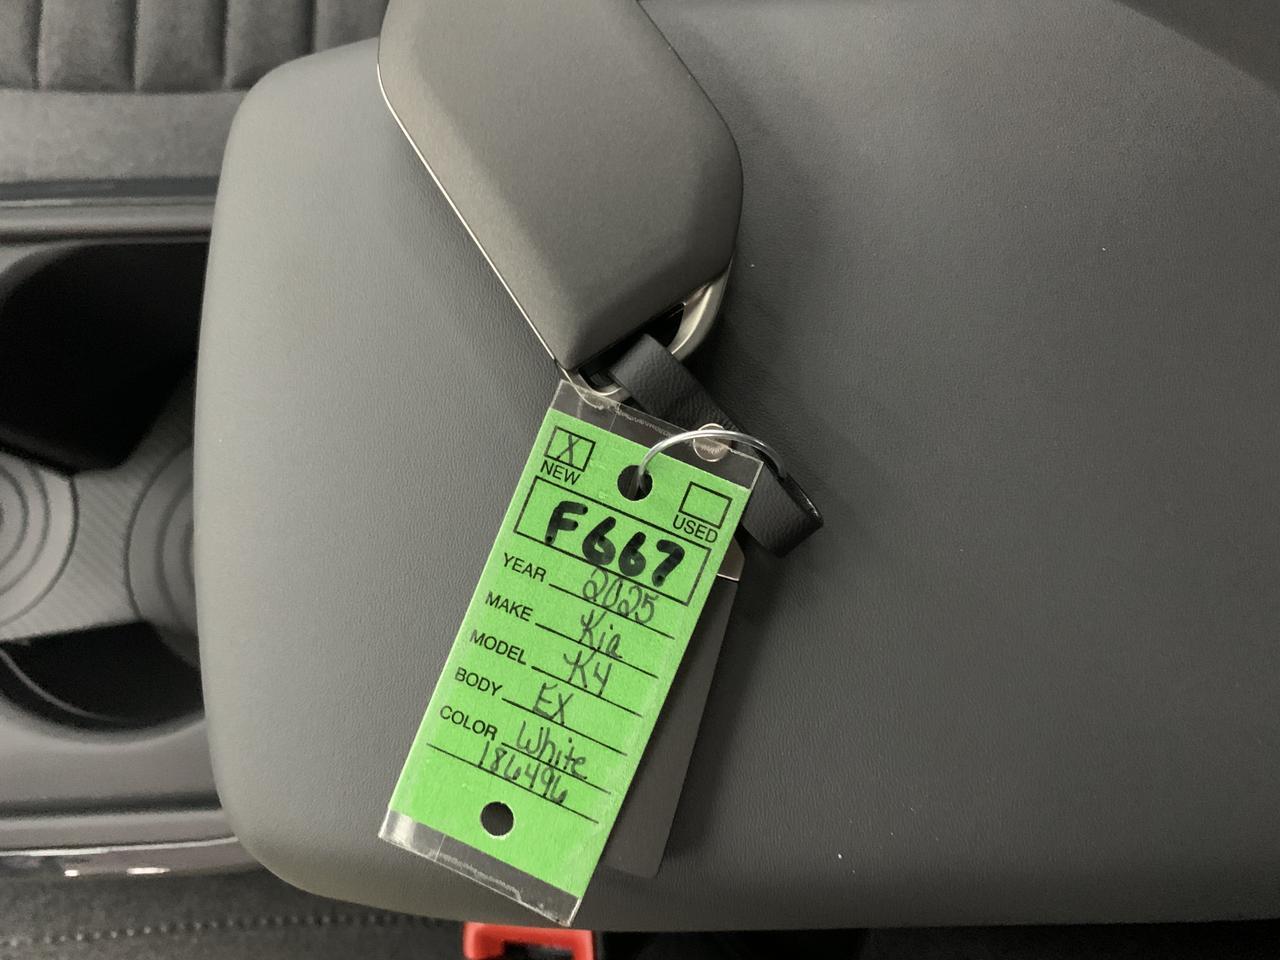 X
NEW
USED
F667
YEAR 2025
MAKE Kia
MODEL K4
BODY EX
COLOR White
186496